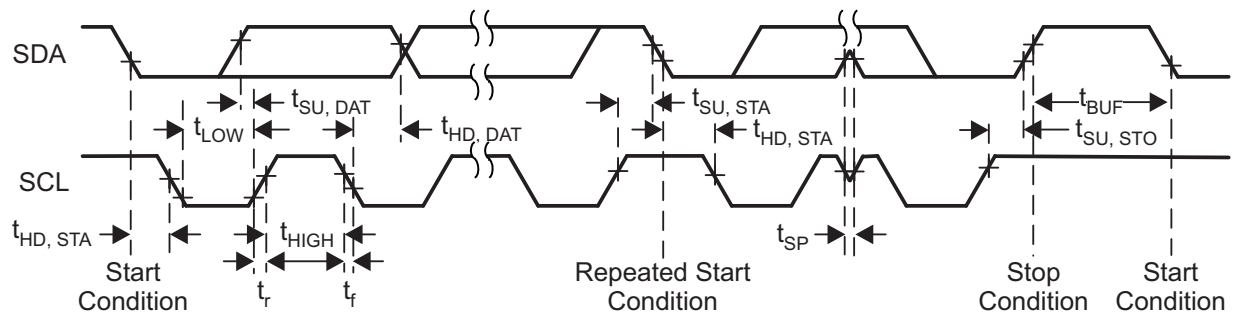 SDA
t_SU, DAT
t_LOW
t_HD, DAT
t_SU, STA
t_HD, STA
t_BUF
t_SU, STO
SCL
t_HD, STA
t_HIGH
t_SP
t_r
t_f
Start
Condition
Repeated Start
Condition
Stop
Condition
Start
Condition